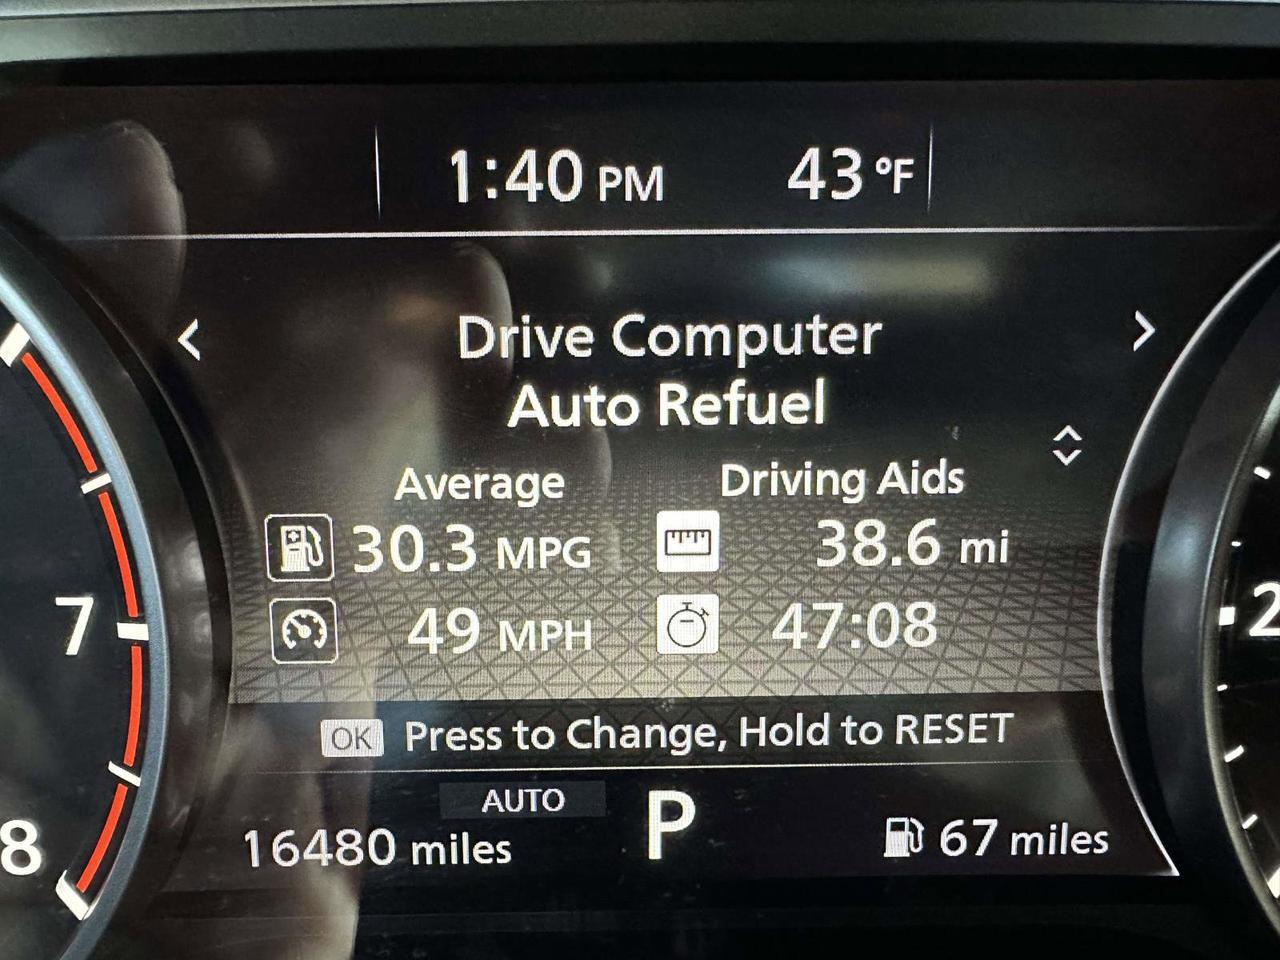 1:40 PM 43 °F
< Drive Computer >
Auto Refuel
Average Driving Aids
30.3 MPG 38.6 mi
49 MPH 47:08
OK Press to Change, Hold to RESET
AUTO
P
16480 miles 67 miles
7
8
2